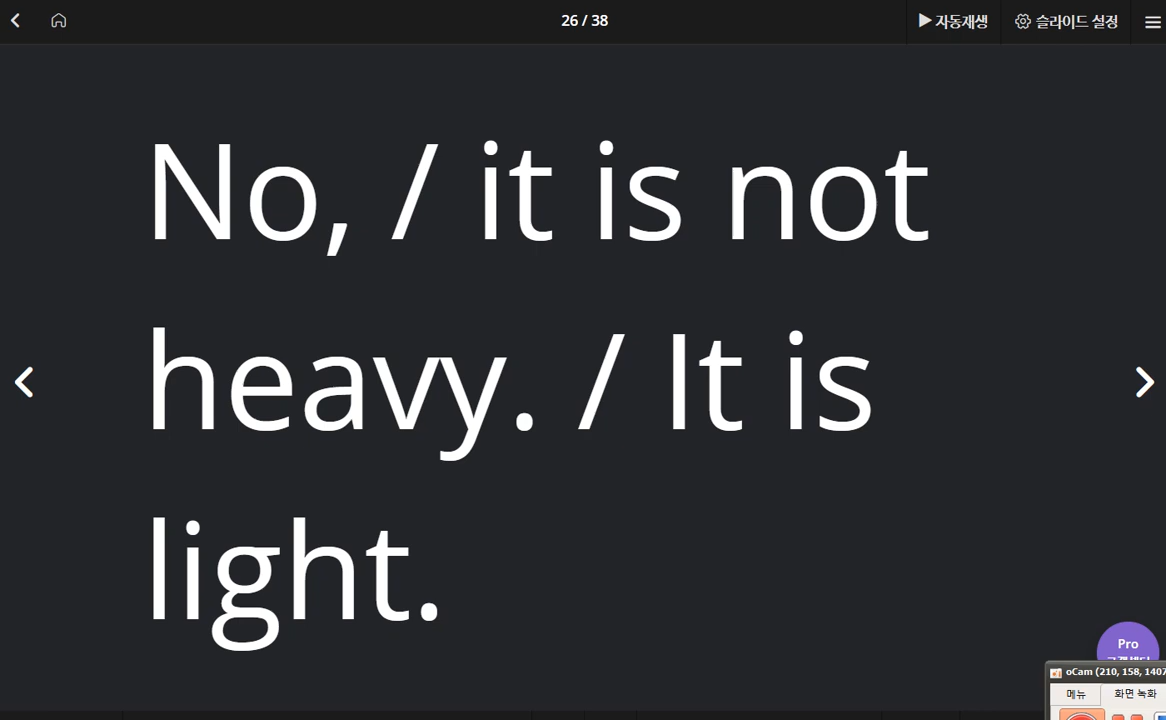 26 / 38
▶ 자동재생
슬라이드 설정
No, / it is not
heavy. / It is
light.
Pro
oCam (210, 158, 1407
메뉴
화면 녹화